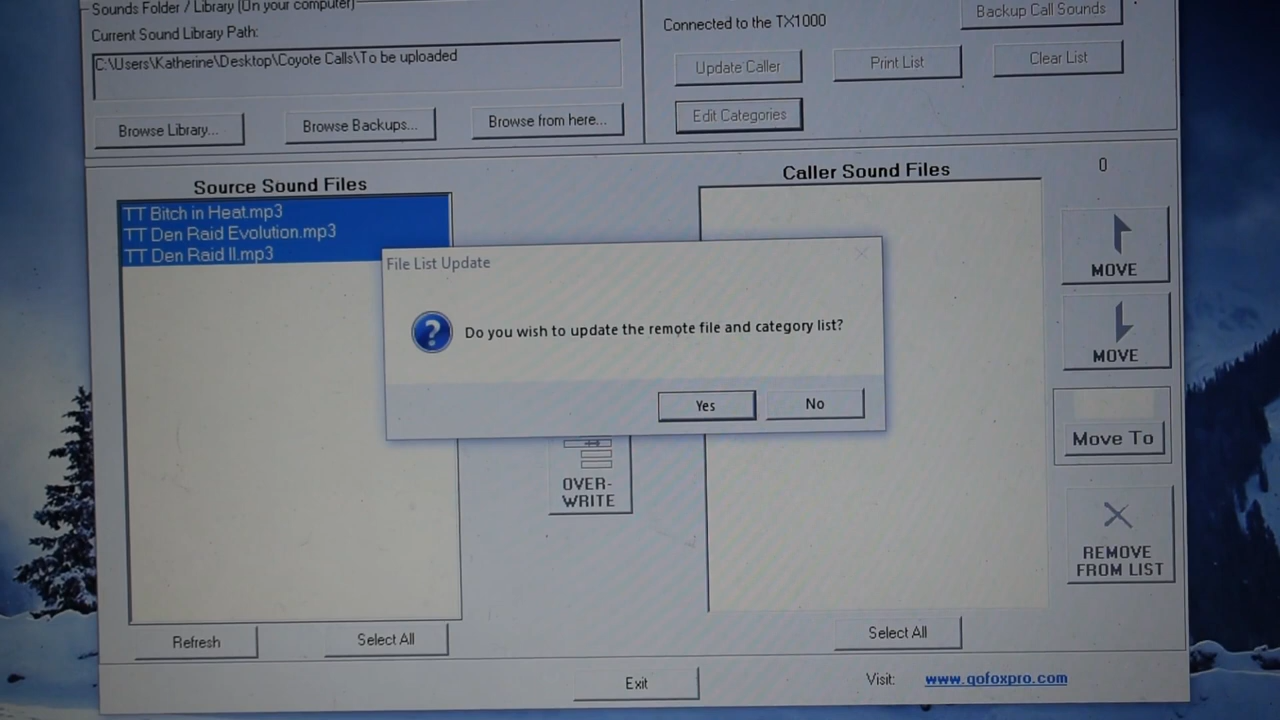 Sounds Folder / Library (On your computer)
Current Sound Library Path:
C:\Users\Katherine\Desktop\Coyote Calls\To be uploaded
Browse Library...
Browse Backups...
Browse from here...
Connected to the TX1000
Backup Call Sounds
Update Caller
Print List
Clear List
Edit Categories
Source Sound Files
TT Bitch in Heat.mp3
TT Den Raid Evolution.mp3
TT Den Raid II.mp3
Caller Sound Files
0
File List Update
Do you wish to update the remote file and category list?
Yes
No
OVER-
WRITE
MOVE
MOVE
Move To
REMOVE
FROM LIST
Refresh
Select All
Select All
Exit
Visit:
www.gofoxpro.com